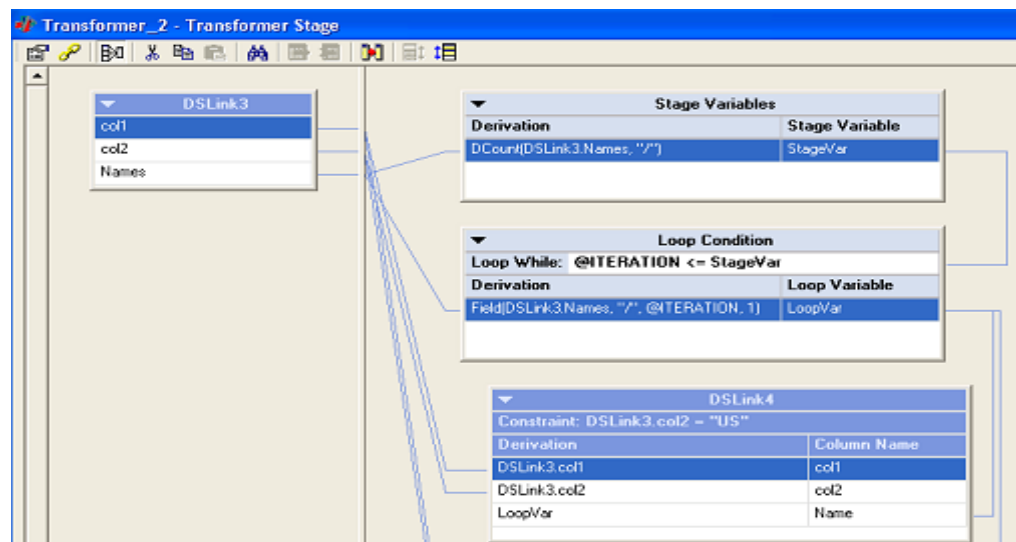 Transformer_2 - Transformer Stage
DSLink3
col1
col2
Names
Stage Variables
Derivation Stage Variable
DCount(DSLink3.Names, "/") StageVar
Loop Condition
Loop While: @ITERATION <= StageVar
Derivation Loop Variable
Field(DSLink3.Names, "/", @ITERATION, 1) LoopVar
DSLink4
Constraint: DSLink3.col2 = "US"
Derivation Column Name
DSLink3.col1 col1
DSLink3.col2 col2
LoopVar Name